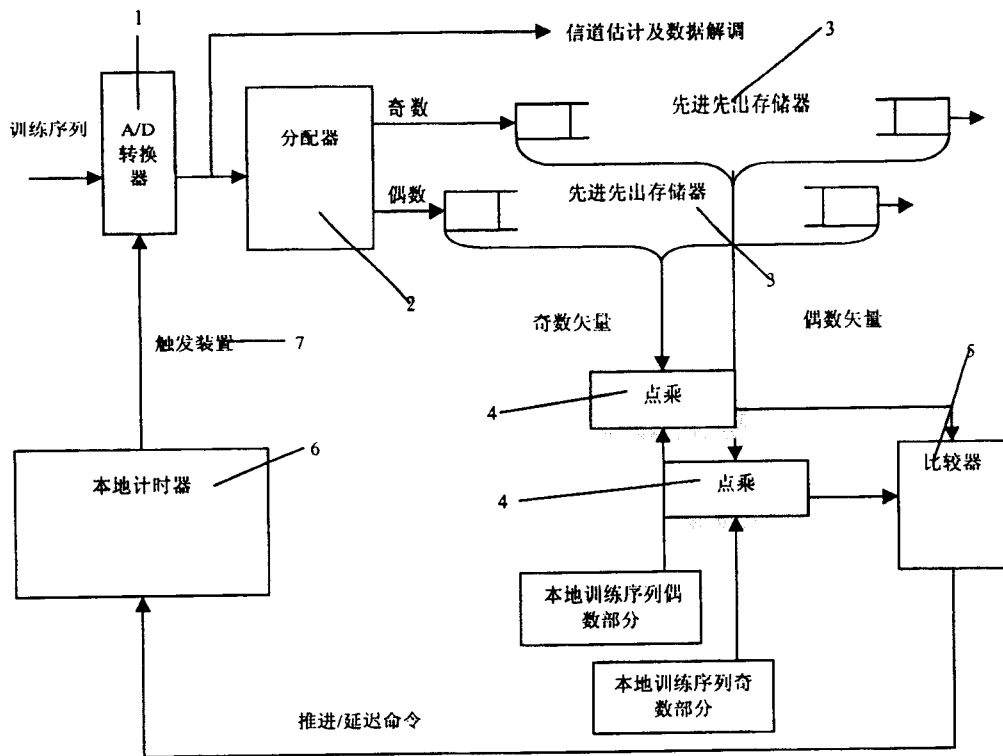 1
信道估计及数据解调
3
训练序列
A/D
转换
器
分配器
奇数
先进先出存储器
偶数
先进先出存储器
2
3
奇数矢量
偶数矢量
触发装置
7
5
4
点乘
6
本地计时器
比较器
4
点乘
本地训练序列偶
数部分
本地训练序列奇
数部分
推进/延迟命令